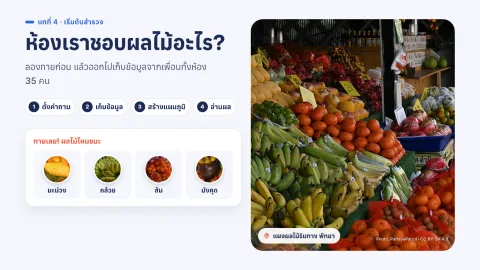 บทที่ 4 · เริ่มต้นสำรวจ
ห้องเราชอบผลไม้อะไร?
ลองทายก่อน แล้วออกไปเก็บข้อมูลจากเพื่อนทั้งห้อง
35 คน
1 ตั้งคำถาม 2 เก็บข้อมูล 3 สร้างแผนภูมิ 4 อ่านผล
ทายเลย! ผลไม้ไหนชนะ
มะม่วง กล้วย ส้ม มังคุด
แผงผลไม้ริมทาง พัทยา
Photo: PattayaPatrol · CC BY-SA 4.0